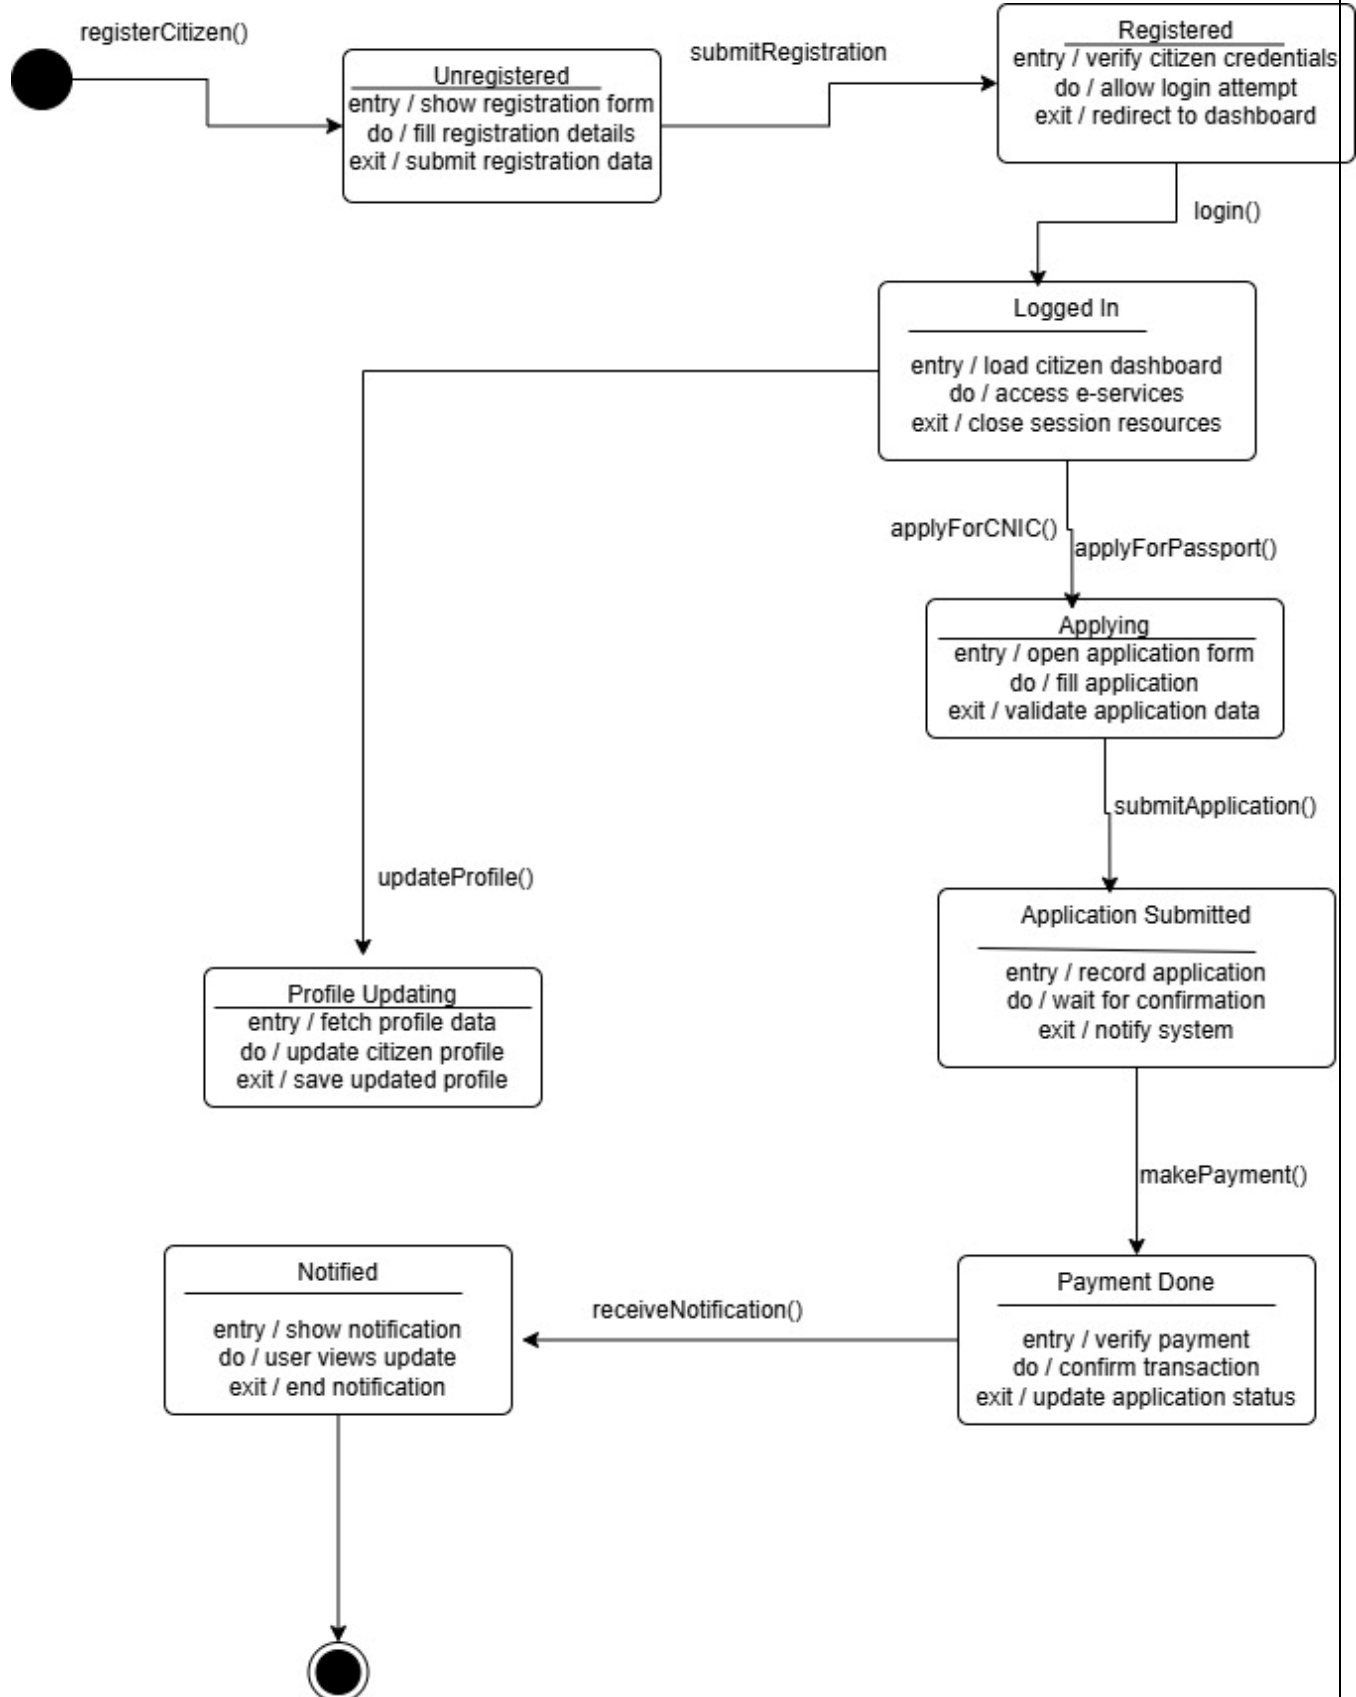 registerCitizen()
Unregistered
entry / show registration form
do / fill registration details
exit / submit registration data
submitRegistration
Registered
entry / verify citizen credentials
do / allow login attempt
exit / redirect to dashboard
login()
Logged In
entry / load citizen dashboard
do / access e-services
exit / close session resources
applyForCNIC()
applyForPassport()
Applying
entry / open application form
do / fill application
exit / validate application data
submitApplication()
updateProfile()
Application Submitted
entry / record application
do / wait for confirmation
exit / notify system
Profile Updating
entry / fetch profile data
do / update citizen profile
exit / save updated profile
makePayment()
Payment Done
entry / verify payment
do / confirm transaction
exit / update application status
receiveNotification()
Notified
entry / show notification
do / user views update
exit / end notification